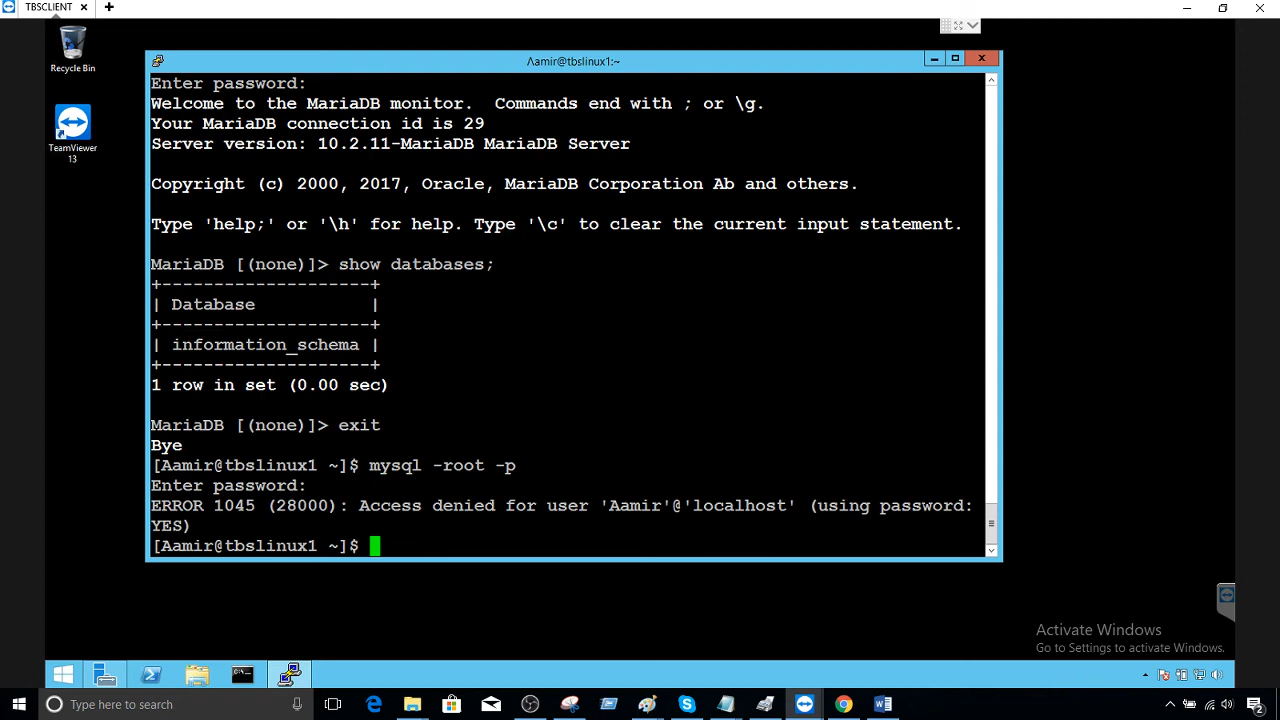 TBSCLIENT
Recycle Bin
TeamViewer
13
Aamir@tbslinux1:~
Enter password:
Welcome to the MariaDB monitor.  Commands end with ; or \g.
Your MariaDB connection id is 29
Server version: 10.2.11-MariaDB MariaDB Server
Copyright (c) 2000, 2017, Oracle, MariaDB Corporation Ab and others.
Type 'help;' or '\h' for help. Type '\c' to clear the current input statement.
MariaDB [(none)]> show databases;
+--------------------+
| Database           |
+--------------------+
| information_schema |
+--------------------+
1 row in set (0.00 sec)
MariaDB [(none)]> exit
Bye
[Aamir@tbslinux1 ~]$ mysql -root -p
Enter password:
ERROR 1045 (28000): Access denied for user 'Aamir'@'localhost' (using password:
YES)
[Aamir@tbslinux1 ~]$
Activate Windows
Go to Settings to activate Windows.
Type here to search
2